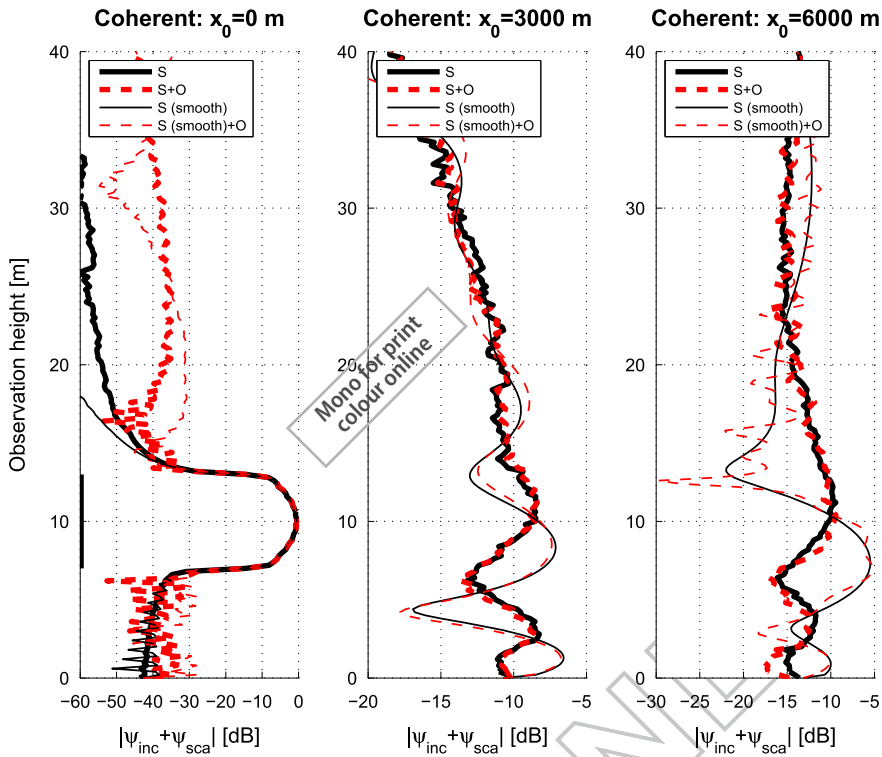 Coherent: x0=0 m
Coherent: x0=3000 m
Coherent: x0=6000 m
40
30
20
10
0
Observation height [m]
S
S+O
S (smooth)
S (smooth)+O
−60 −50 −40 −30 −20 −10 0
|ψinc+ψsca| [dB]
40
30
20
10
0
S
S+O
S (smooth)
S (smooth)+O
−20 −15 −10 −5
|ψinc+ψsca| [dB]
Mono for print
colour online
40
30
20
10
0
S
S+O
S (smooth)
S (smooth)+O
−25 −20 −15 −10 −5
|ψinc+ψsca| [dB]